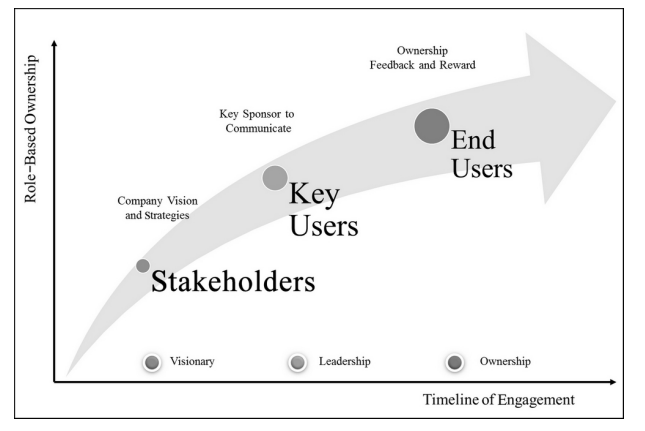 Ownership
Feedback and Reward
Key Sponsor to
Communicate
End
Users
Key
Users
Company Vision
and Strategies
Stakeholders
Role-Based Ownership
Visionary
Leadership
Ownership
Timeline of Engagement